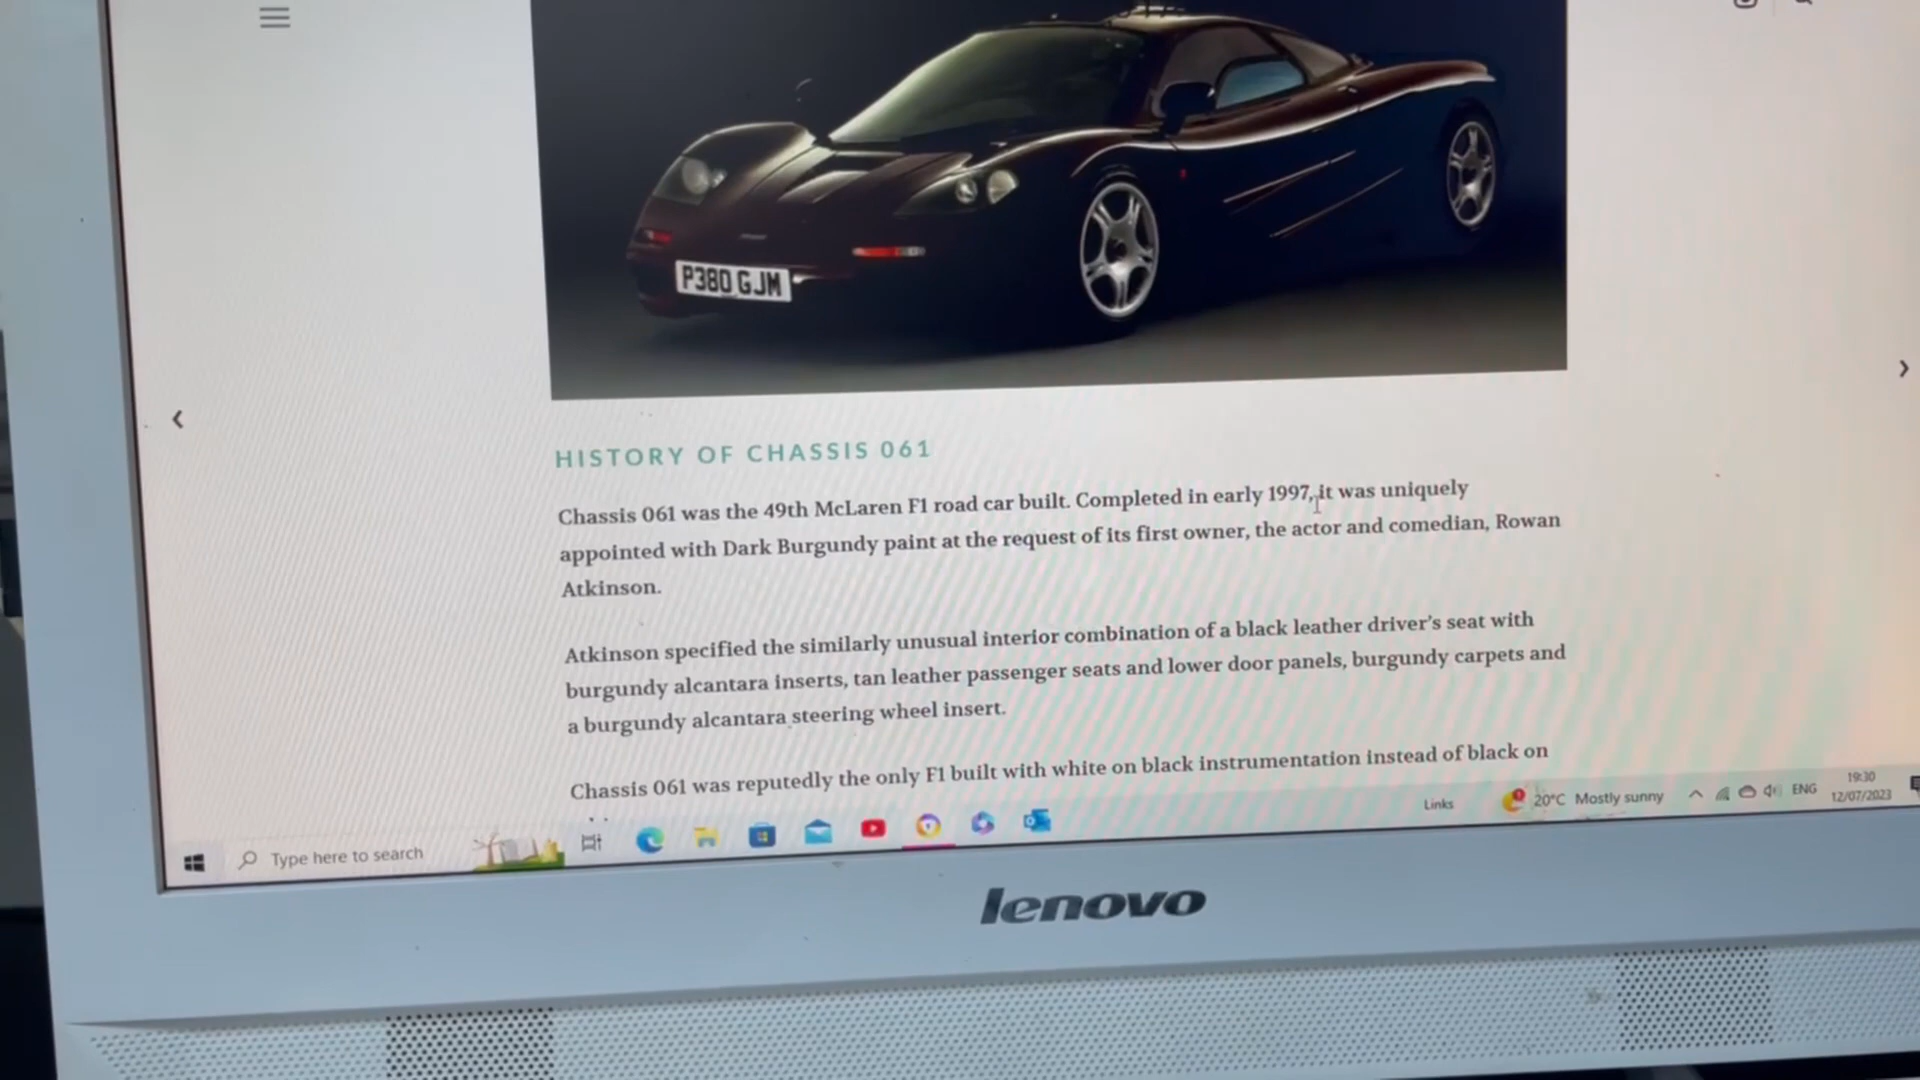 P380 GJM
HISTORY OF CHASSIS 061
Chassis 061 was the 49th McLaren F1 road car built. Completed in early 1997, it was uniquely
appointed with Dark Burgundy paint at the request of its first owner, the actor and comedian, Rowan
Atkinson.
Atkinson specified the similarly unusual interior combination of a black leather driver's seat with
burgundy alcantara inserts, tan leather passenger seats and lower door panels, burgundy carpets and
a burgundy alcantara steering wheel insert.
Chassis 061 was reputedly the only F1 built with white on black instrumentation instead of black on
Type here to search
Links
20°C Mostly sunny
ENG
19:30
12/07/2023
lenovo